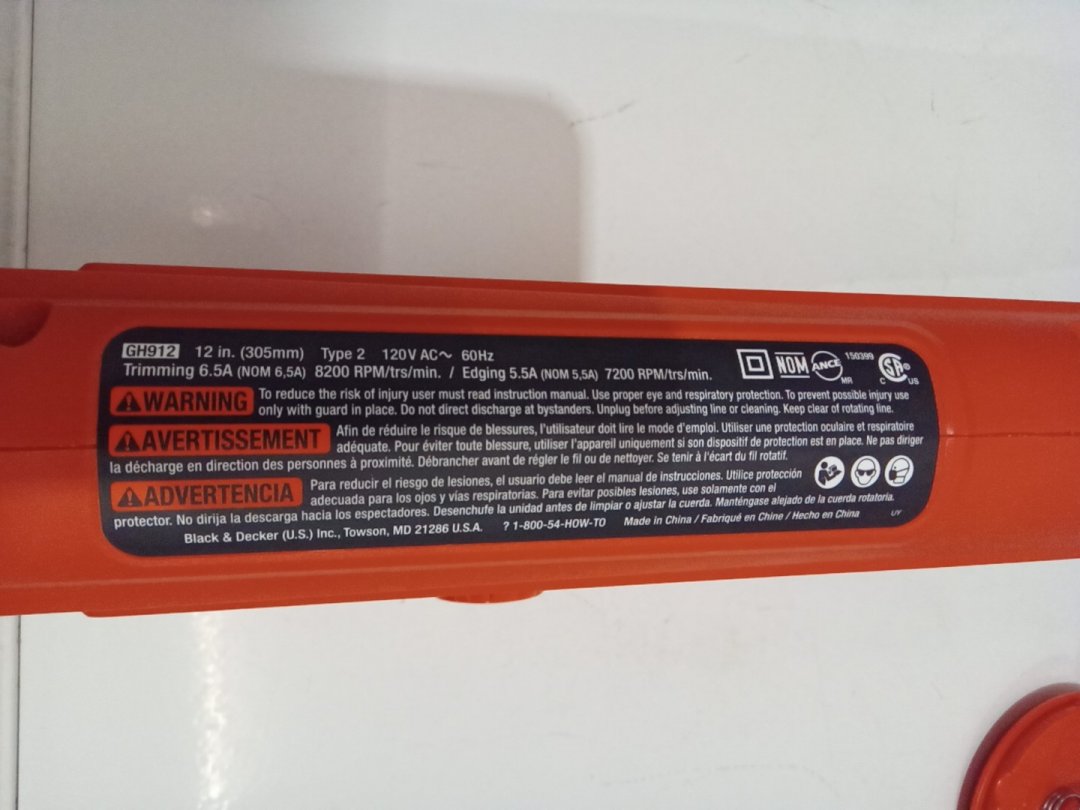 GH912 12 in. (305mm) Type 2 120V AC~ 60Hz
Trimming 6.5A (NOM 6,5A) 8200 RPM/trs/min. / Edging 5.5A (NOM 5,5A) 7200 RPM/trs/min.
NOM ANCE MR 150399 SA® C US
WARNING To reduce the risk of injury user must read instruction manual. Use proper eye and respiratory protection. To prevent possible injury use
only with guard in place. Do not direct discharge at bystanders. Unplug before adjusting line or cleaning. Keep clear of rotating line.
AVERTISSEMENT Afin de réduire le risque de blessures, l'utilisateur doit lire le mode d'emploi. Utiliser une protection oculaire et respiratoire
adéquate. Pour éviter toute blessure, utiliser l'appareil uniquement si son dispositif de protection est en place. Ne pas diriger
la décharge en direction des personnes à proximité. Débrancher avant de régler le fil ou de nettoyer. Se tenir à l'écart du fil rotatif.
ADVERTENCIA Para reducir el riesgo de lesiones, el usuario debe leer el manual de instrucciones. Utilice protección
adecuada para los ojos y vías respiratorias. Para evitar posibles lesiones, use solamente con el
protector. No dirija la descarga hacia los espectadores. Desenchufe la unidad antes de limpiar o ajustar la cuerda. Manténgase alejado de la cuerda rotatoria.
Black & Decker (U.S.) Inc., Towson, MD 21286 U.S.A. ? 1-800-54-HOW-TO Made in China / Fabriqué en Chine / Hecho en China UY